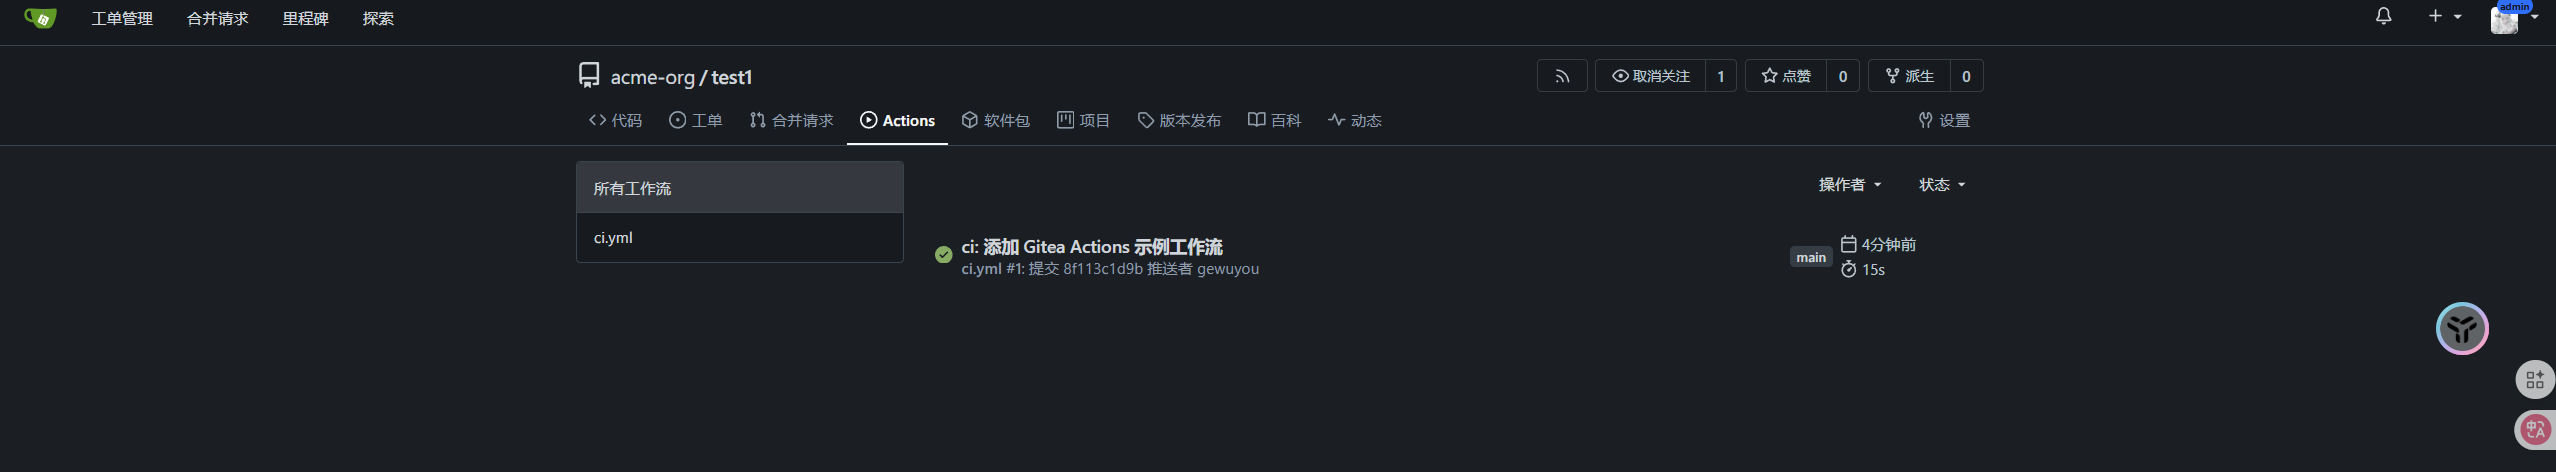 工单管理 合并请求 里程碑 探索 admin
acme-org / test1 取消关注 1 点赞 0 派生 0
代码 工单 合并请求 Actions 软件包 项目 版本发布 百科 动态 设置
所有工作流 操作者 状态
ci.yml
ci: 添加 Gitea Actions 示例工作流 main 4分钟前
ci.yml #1: 提交 8f113c1d9b 推送者 gewuyou 15s
中A